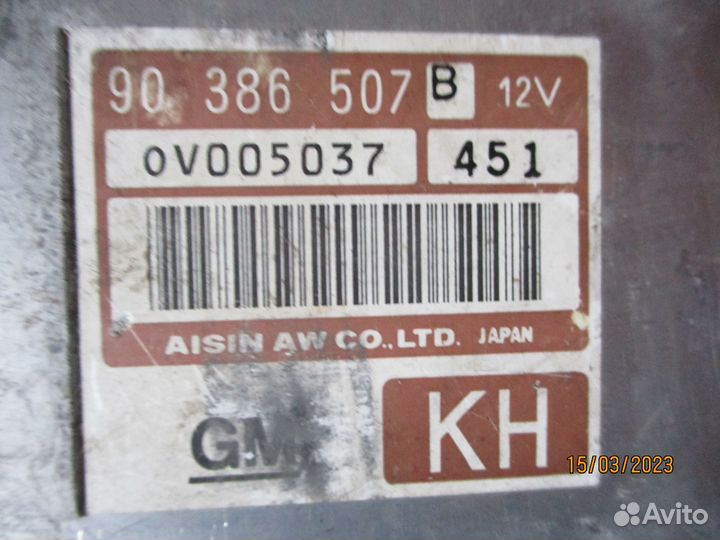 90 386 507 B 12V
0V005037 451
AISIN AW CO.,LTD. JAPAN
GM KH
15/03/2023
Avito